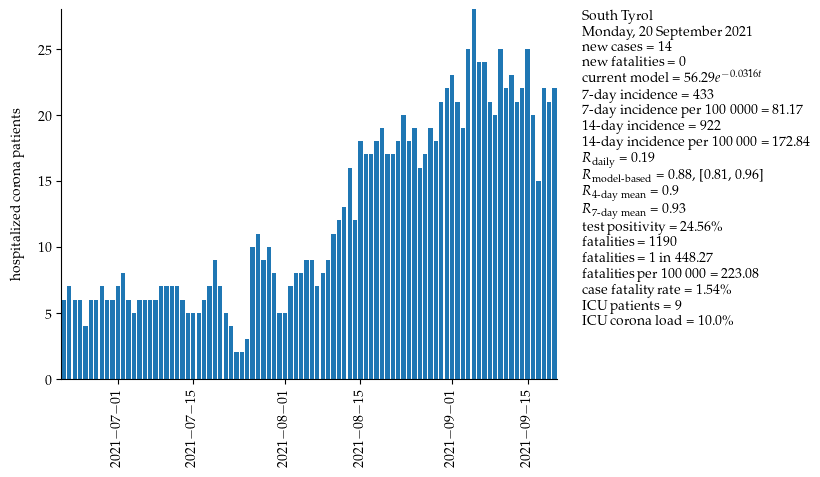 South Tyrol
Monday, 20 September 2021
new cases = 14
new fatalities = 0
current model = 56.29e^−0.0316t
7-day incidence = 433
7-day incidence per 100 0000 = 81.17
14-day incidence = 922
14-day incidence per 100 000 = 172.84
R_daily = 0.19
R_model-based = 0.88, [0.81, 0.96]
R_4-day mean = 0.9
R_7-day mean = 0.93
test positivity = 24.56%
fatalities = 1190
fatalities = 1 in 448.27
fatalities per 100 000 = 223.08
case fatality rate = 1.54%
ICU patients = 9
ICU corona load = 10.0%
hospitalized corona patients
25
20
15
10
5
0
2021−07−01
2021−07−15
2021−08−01
2021−08−15
2021−09−01
2021−09−15